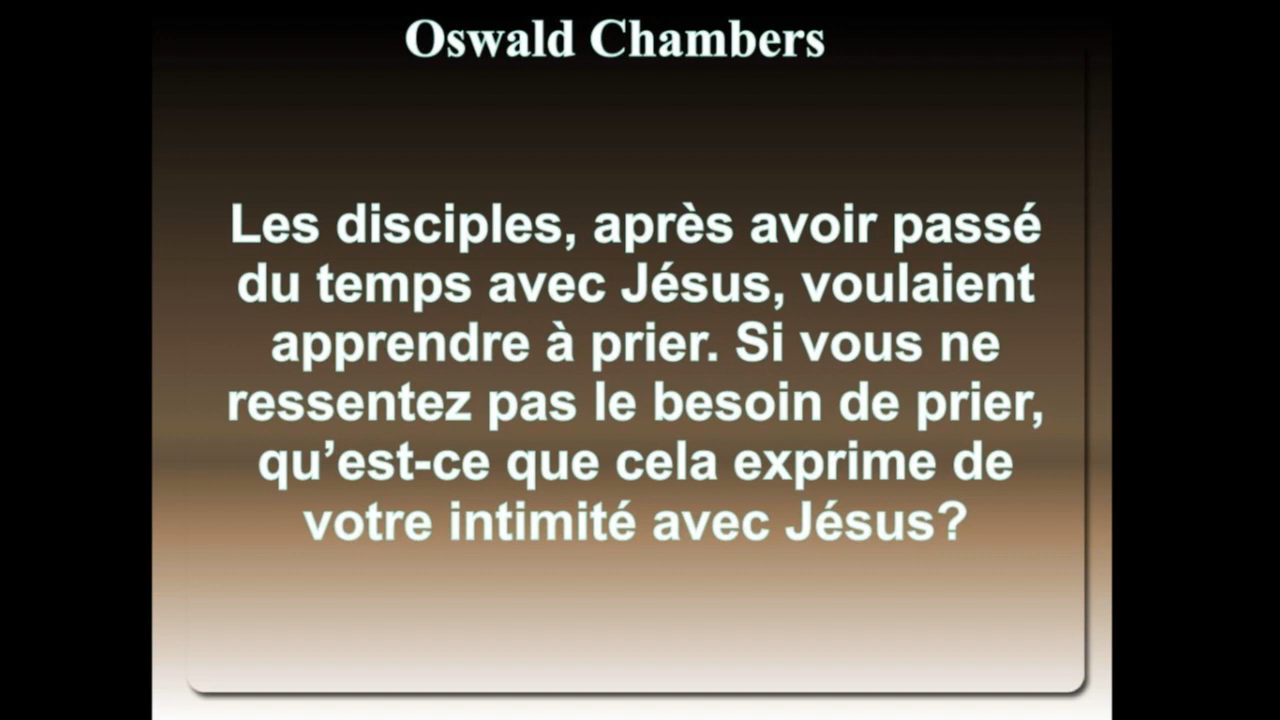 Oswald Chambers
Les disciples, après avoir passé
du temps avec Jésus, voulaient
apprendre à prier. Si vous ne
ressentez pas le besoin de prier,
qu’est-ce que cela exprime de
votre intimité avec Jésus?